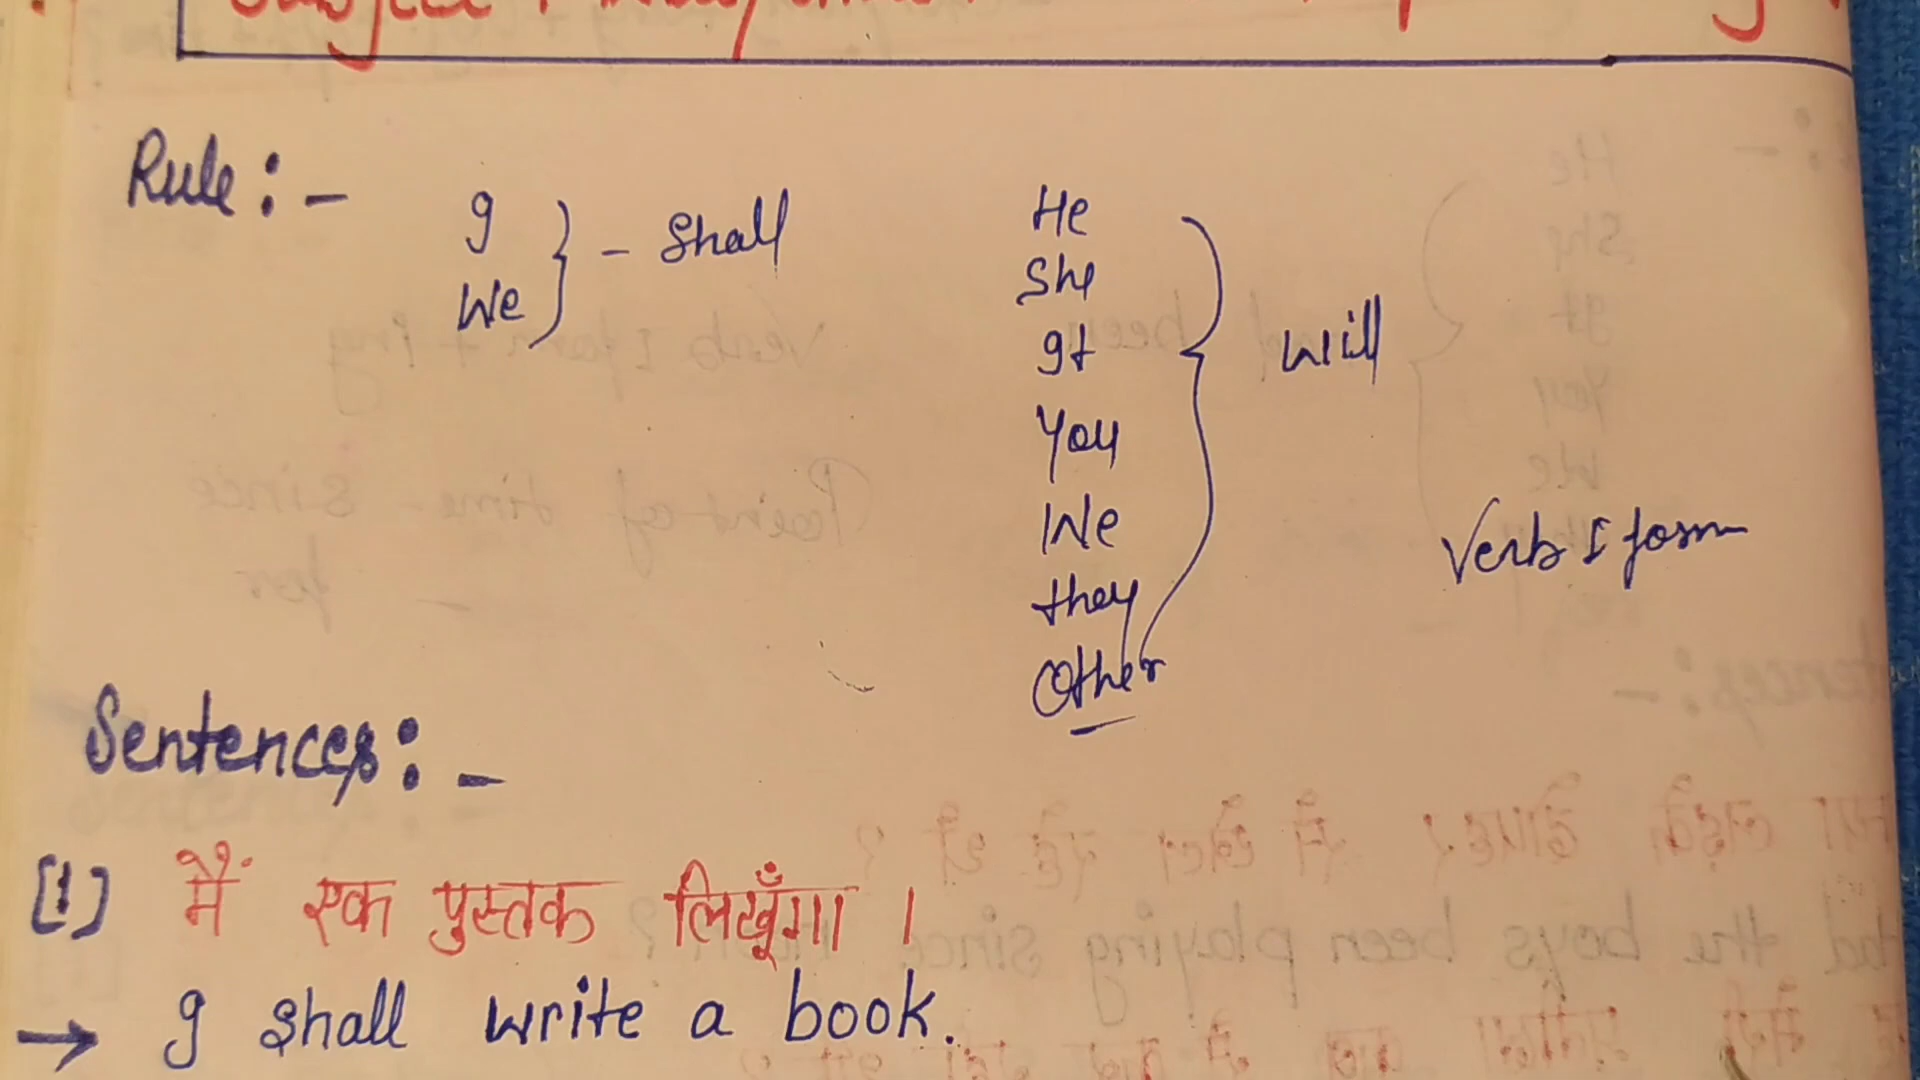 Rule :-
I
We
} - Shall
He
She
It
You
We
they
Other
will
Verb I form
Sentences :-
[1] मैं एक पुस्तक लिखूँगा ।
→ I shall write a book.